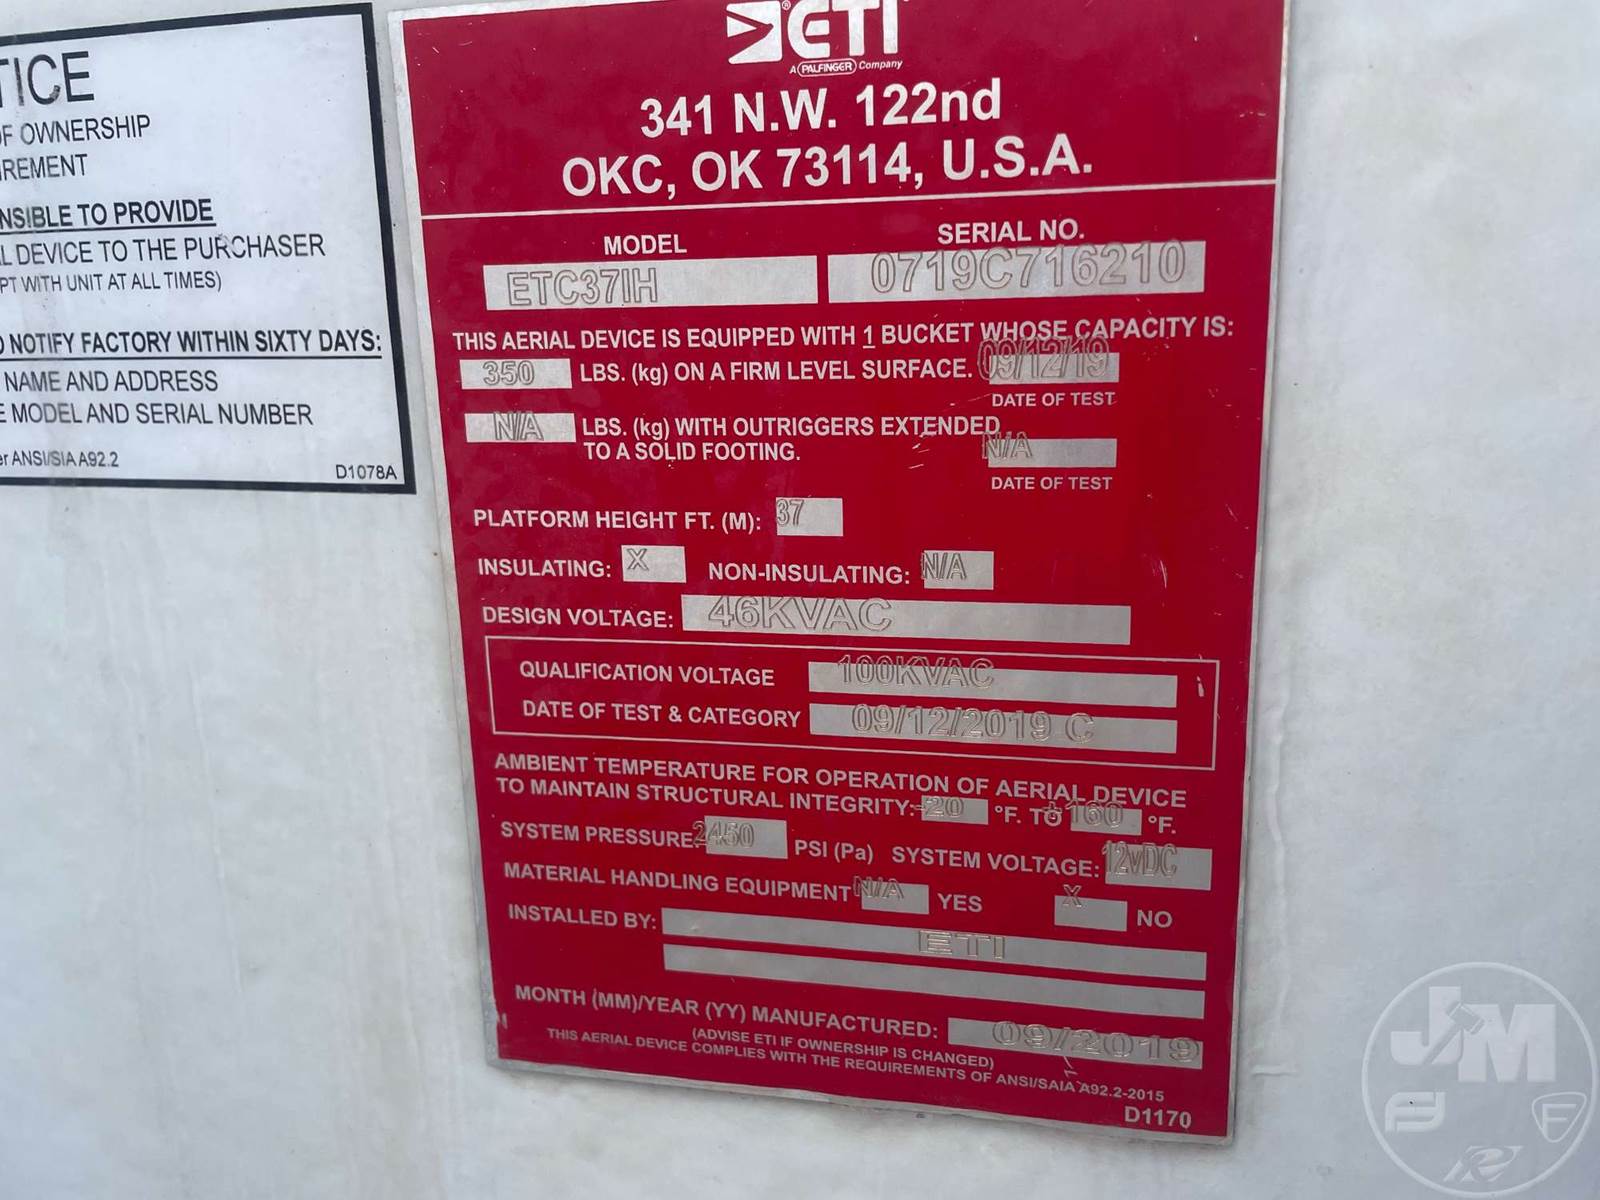 TICE
OF OWNERSHIP
IREMENT
NSIBLE TO PROVIDE
L DEVICE TO THE PURCHASER
PT WITH UNIT AT ALL TIMES)
O NOTIFY FACTORY WITHIN SIXTY DAYS:
NAME AND ADDRESS
E MODEL AND SERIAL NUMBER
er ANSI/SIA A92.2
D1078A
ETI
A PALFINGER Company
341 N.W. 122nd
OKC, OK 73114, U.S.A.
MODEL SERIAL NO.
ETC37IH 0719C716210
THIS AERIAL DEVICE IS EQUIPPED WITH 1 BUCKET WHOSE CAPACITY IS:
350 LBS. (kg) ON A FIRM LEVEL SURFACE. 09/12/19
DATE OF TEST
N/A LBS. (kg) WITH OUTRIGGERS EXTENDED
TO A SOLID FOOTING. N/A
DATE OF TEST
PLATFORM HEIGHT FT. (M): 37
INSULATING: X NON-INSULATING: N/A
DESIGN VOLTAGE: 46KVAC
QUALIFICATION VOLTAGE 100KVAC
DATE OF TEST & CATEGORY 09/12/2019 C
AMBIENT TEMPERATURE FOR OPERATION OF AERIAL DEVICE
TO MAINTAIN STRUCTURAL INTEGRITY: -20 °F. TO +160 °F.
SYSTEM PRESSURE: 2450 PSI (Pa) SYSTEM VOLTAGE: 12vDC
MATERIAL HANDLING EQUIPMENT N/A YES X NO
INSTALLED BY: ETI
MONTH (MM)/YEAR (YY) MANUFACTURED: 09/2019
(ADVISE ETI IF OWNERSHIP IS CHANGED)
THIS AERIAL DEVICE COMPLIES WITH THE REQUIREMENTS OF ANSI/SAIA A92.2-2015
D1170
JM